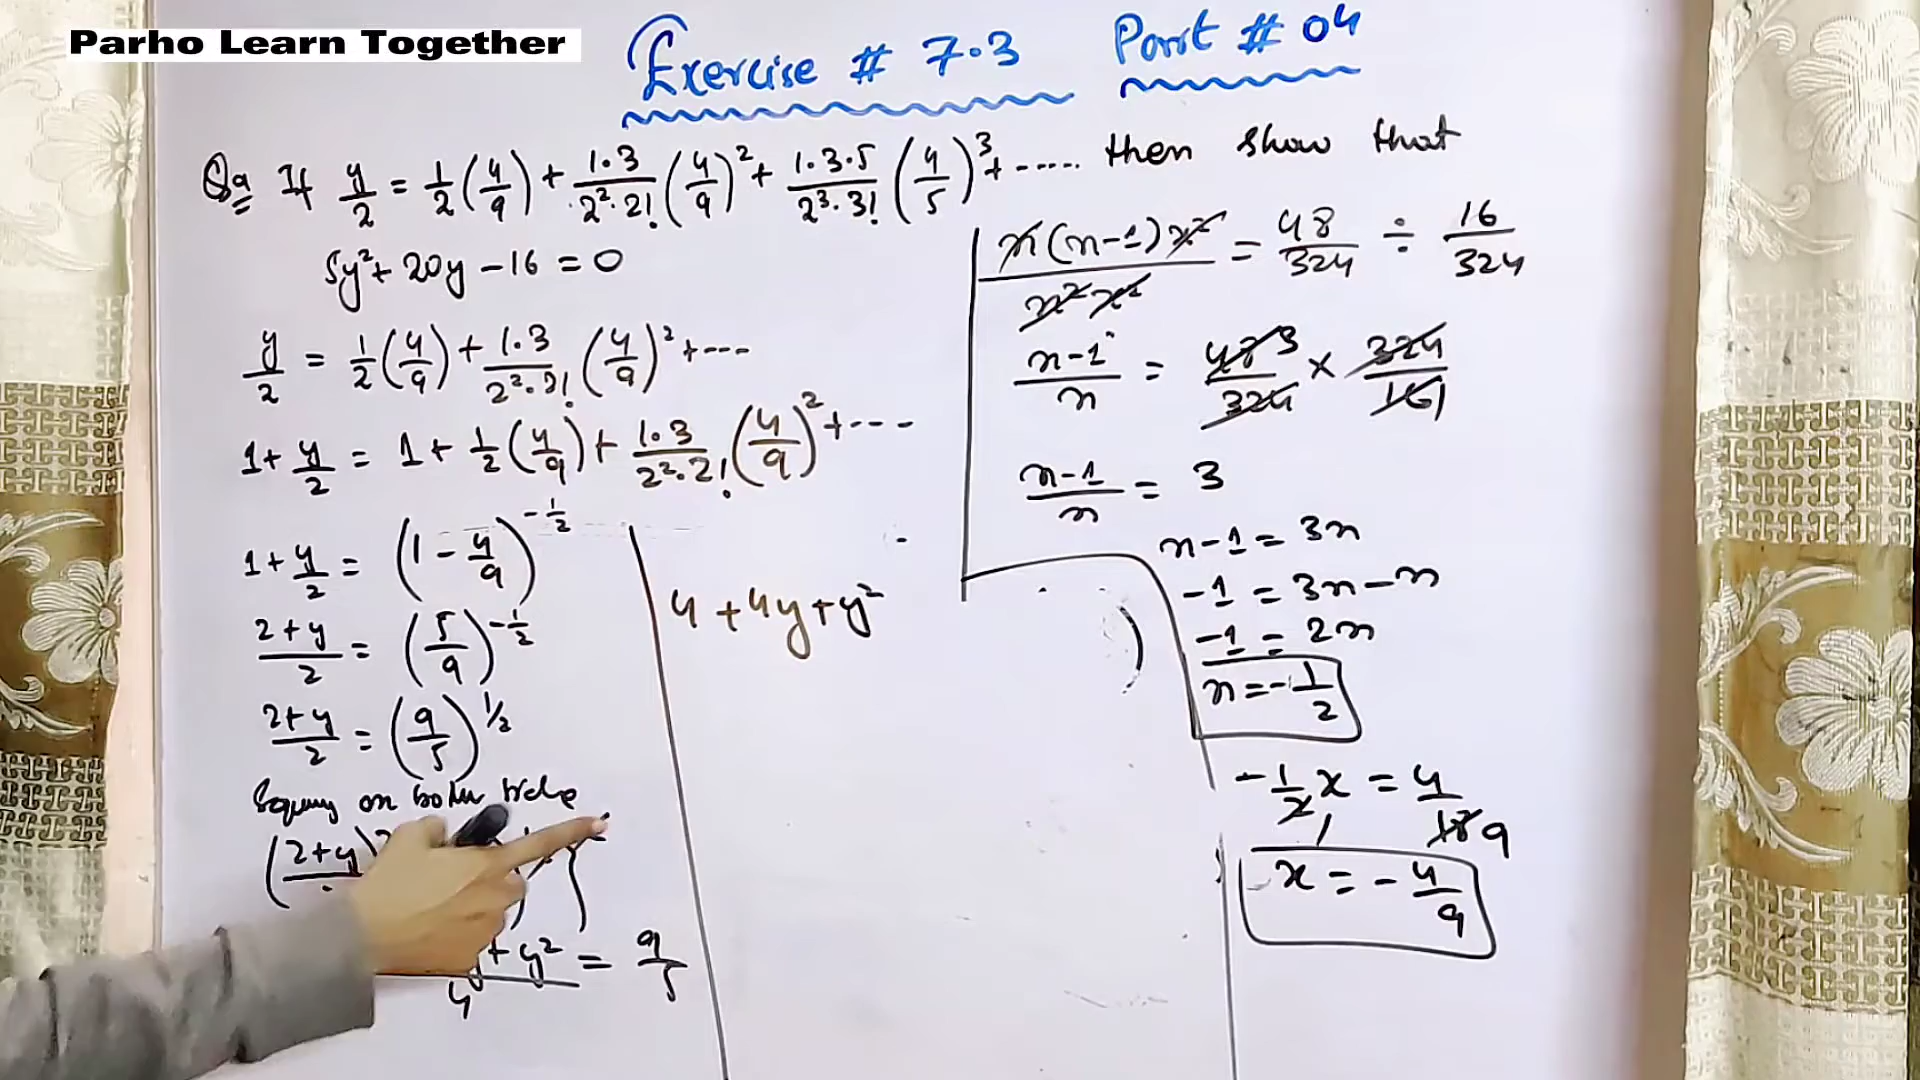 Parho Learn Together
Exercise # 7.3 Part # 04
Q9 If y/2 = 1/2 (4/9) + 1·3/2²·2! (4/9)² + 1·3·5/2³·3! (4/5)³ + ..... then show that
5y² + 20y - 16 = 0
y/2 = 1/2 (4/9) + 1·3/2²·2! (4/9)² + ...
1 + y/2 = 1 + 1/2 (4/9) + 1·3/2²·2! (4/9)² + ....
1 + y/2 = (1 - 4/9)^-1/2
2+y/2 = (5/9)^-1/2
2+y/2 = (9/5)^1/2
on both
(2+y
+ y²/4 = 9/5
4 + 4y + y²
n(n-1)x²/n²x² = 48/324 ÷ 16/324
n-1/n = 48 3/324 × 324/16 1
n-1/n = 3
n-1 = 3n
-1 = 3n - n
-1 = 2n
n = -1/2
-1/2 x = 4/18 9
1
x = -4/9